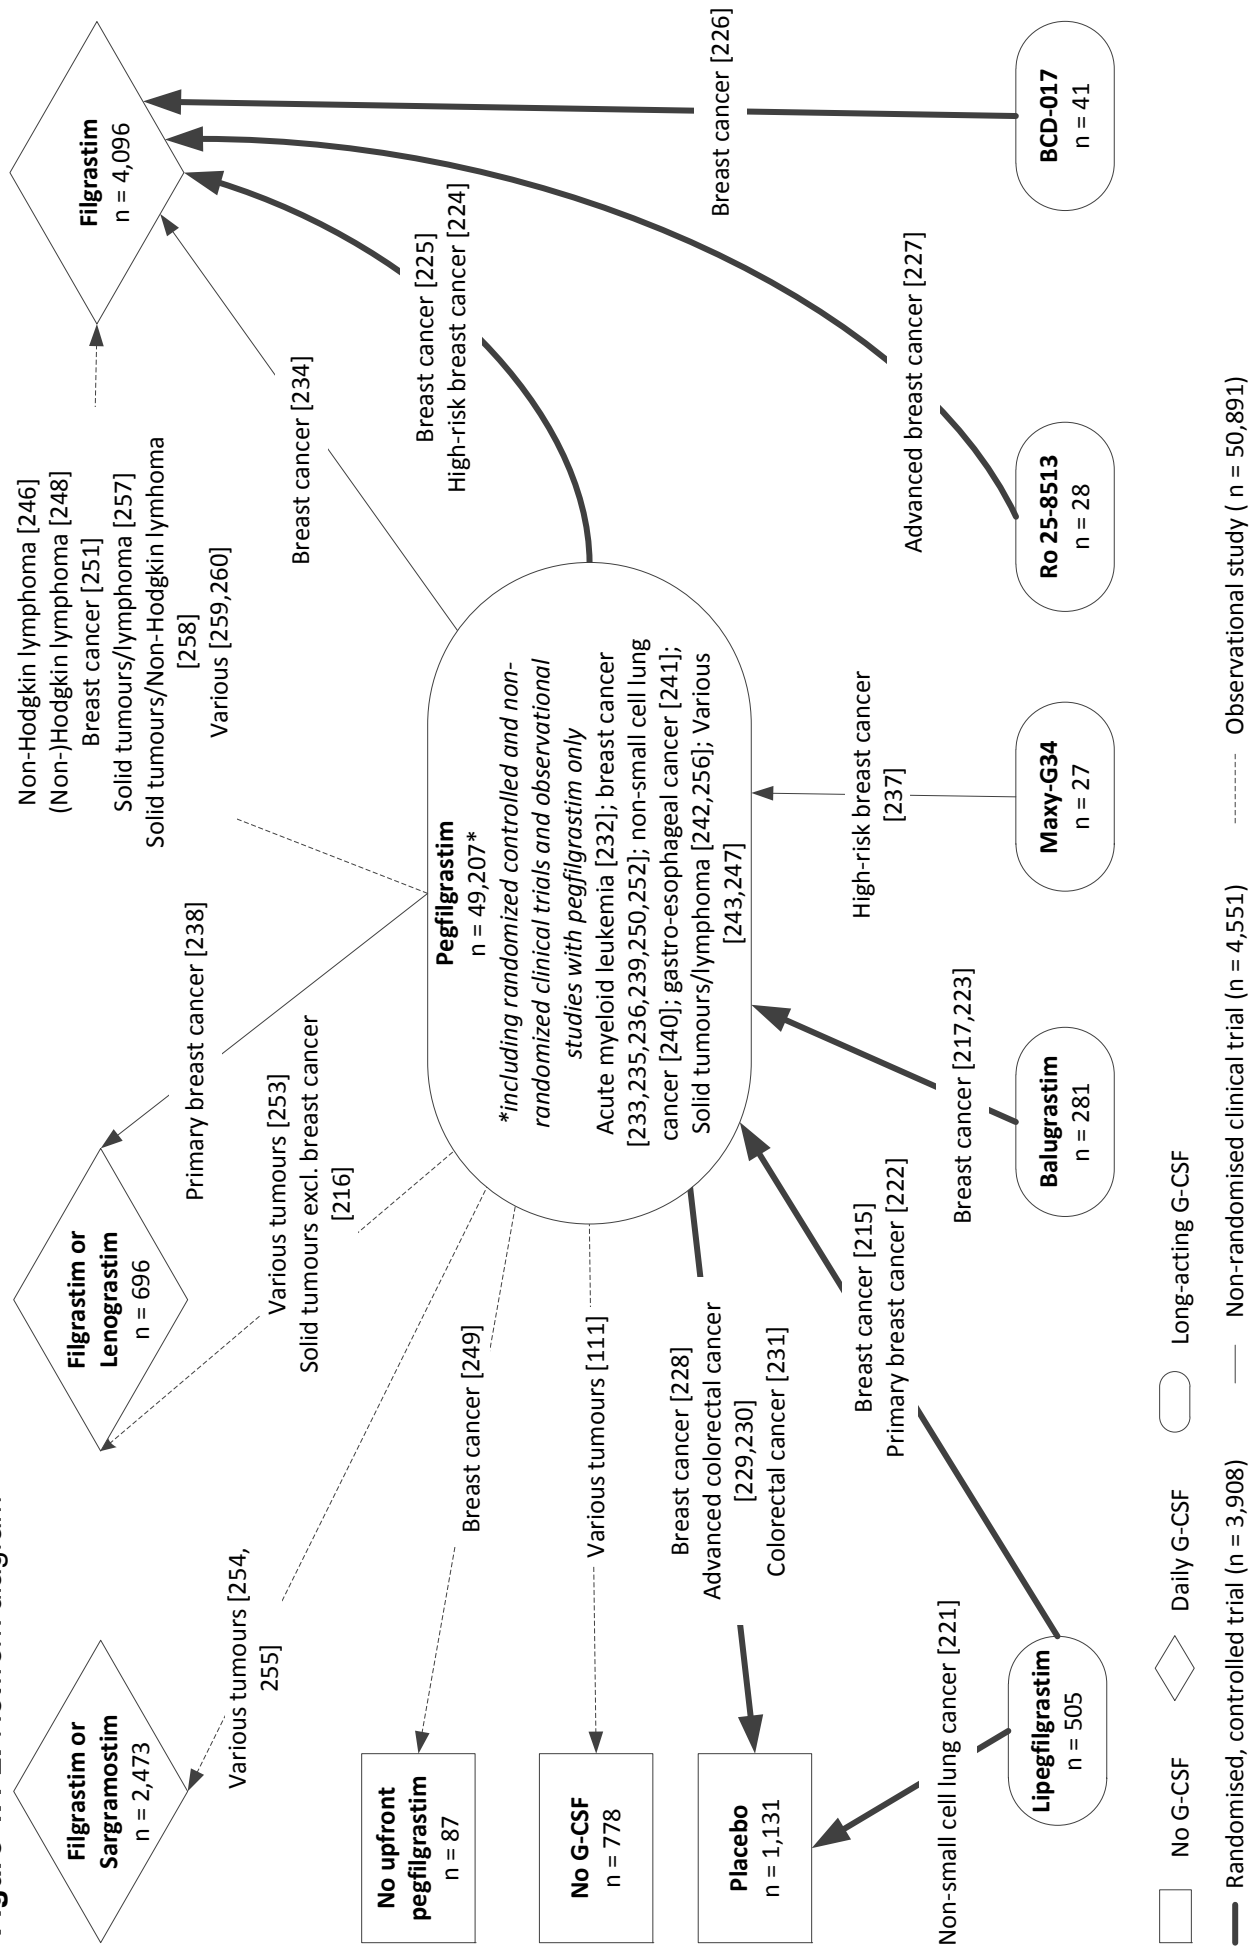 Figure Network diagram
Filgrastim or
Sargramostim
n = 2,473
Filgrastim or
Lenograstim
n = 696
Non-Hodgkin lymphoma [246]
(Non-)Hodgkin lymphoma [248]
Breast cancer [251]
Solid tumours/lymphoma [257]
Solid tumours/Non-Hodgkin lymhoma
[258]
Various [259,260]
Filgrastim
n = 4,096
Various tumours [254,
255]
Primary breast cancer [238]
Various tumours [253]
Solid tumours excl. breast cancer
[216]
Breast cancer [234]
No upfront
pegfilgrastim
n = 87
Breast cancer [249]
Breast cancer [225]
High-risk breast cancer [224]
Pegfilgrastim
n = 49,207*
*including randomized controlled and non-
randomized clinical trials and observational
studies with pegfilgrastim only
Acute myeloid leukemia [232]; breast cancer
[233,235,236,239,250,252]; non-small cell lung
cancer [240]; gastro-esophageal cancer [241];
Solid tumours/lymphoma [242,256]; Various
[243,247]
No G-CSF
n = 778
Various tumours [111]
Placebo
n = 1,131
Breast cancer [228]
Advanced colorectal cancer
[229,230]
Colorectal cancer [231]
Breast cancer [226]
Breast cancer [215]
Primary breast cancer [222]
High-risk breast cancer
[237]
Advanced breast cancer [227]
Non-small cell lung cancer [221]
Breast cancer [217,223]
Lipegfilgrastim
n = 505
Balugrastim
n = 281
Maxy-G34
n = 27
Ro 25-8513
n = 28
BCD-017
n = 41
No G-CSF
Daily G-CSF
Long-acting G-CSF
Randomised, controlled trial (n = 3,908)
Non-randomised clinical trial (n = 4,551)
Observational study ( n = 50,891)